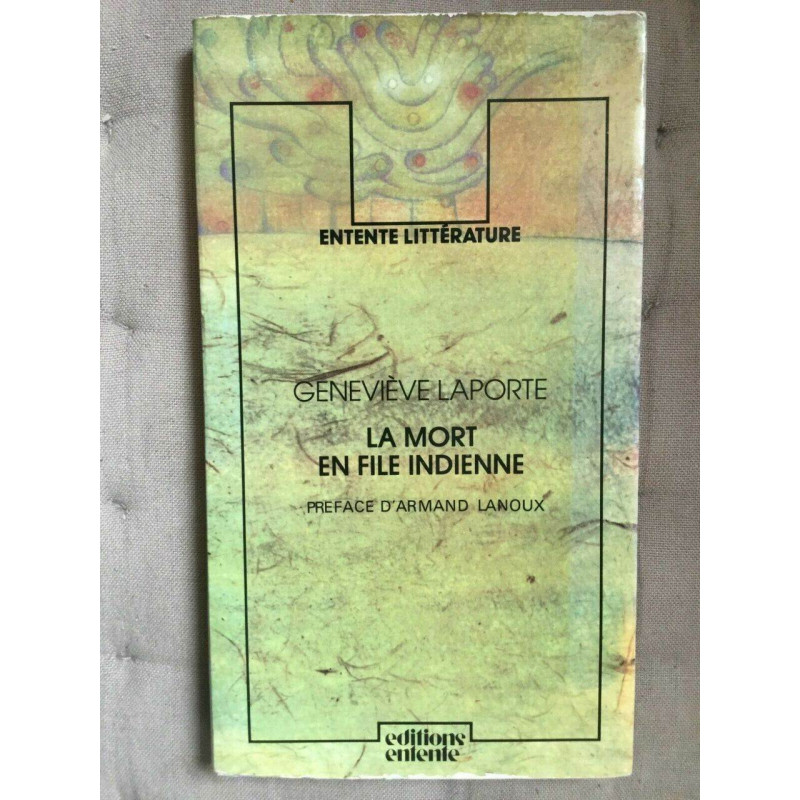 ENTENTE LITTÉRATURE
GENEVIÈVE LAPORTE
LA MORT
EN FILE INDIENNE
PREFACE D'ARMAND LANOUX
editions
entente